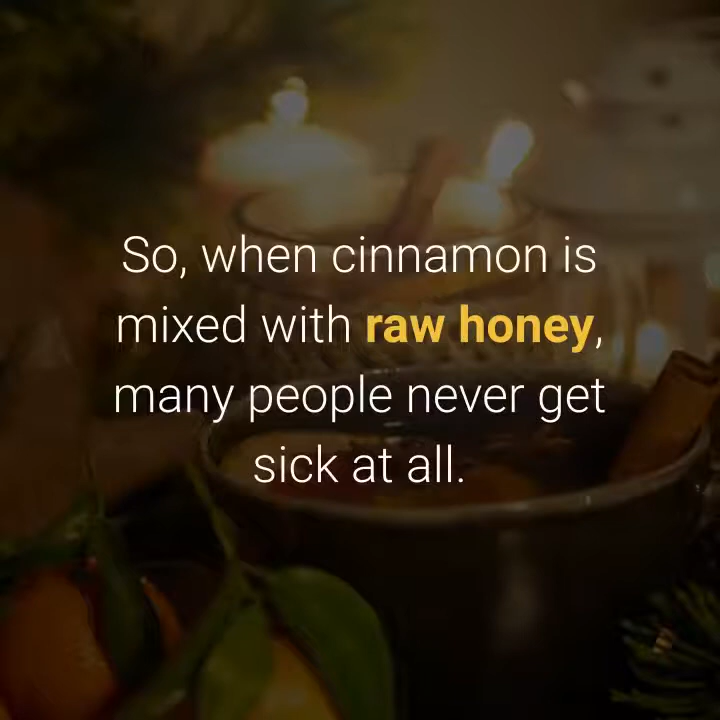 So, when cinnamon is
mixed with raw honey,
many people never get
sick at all.